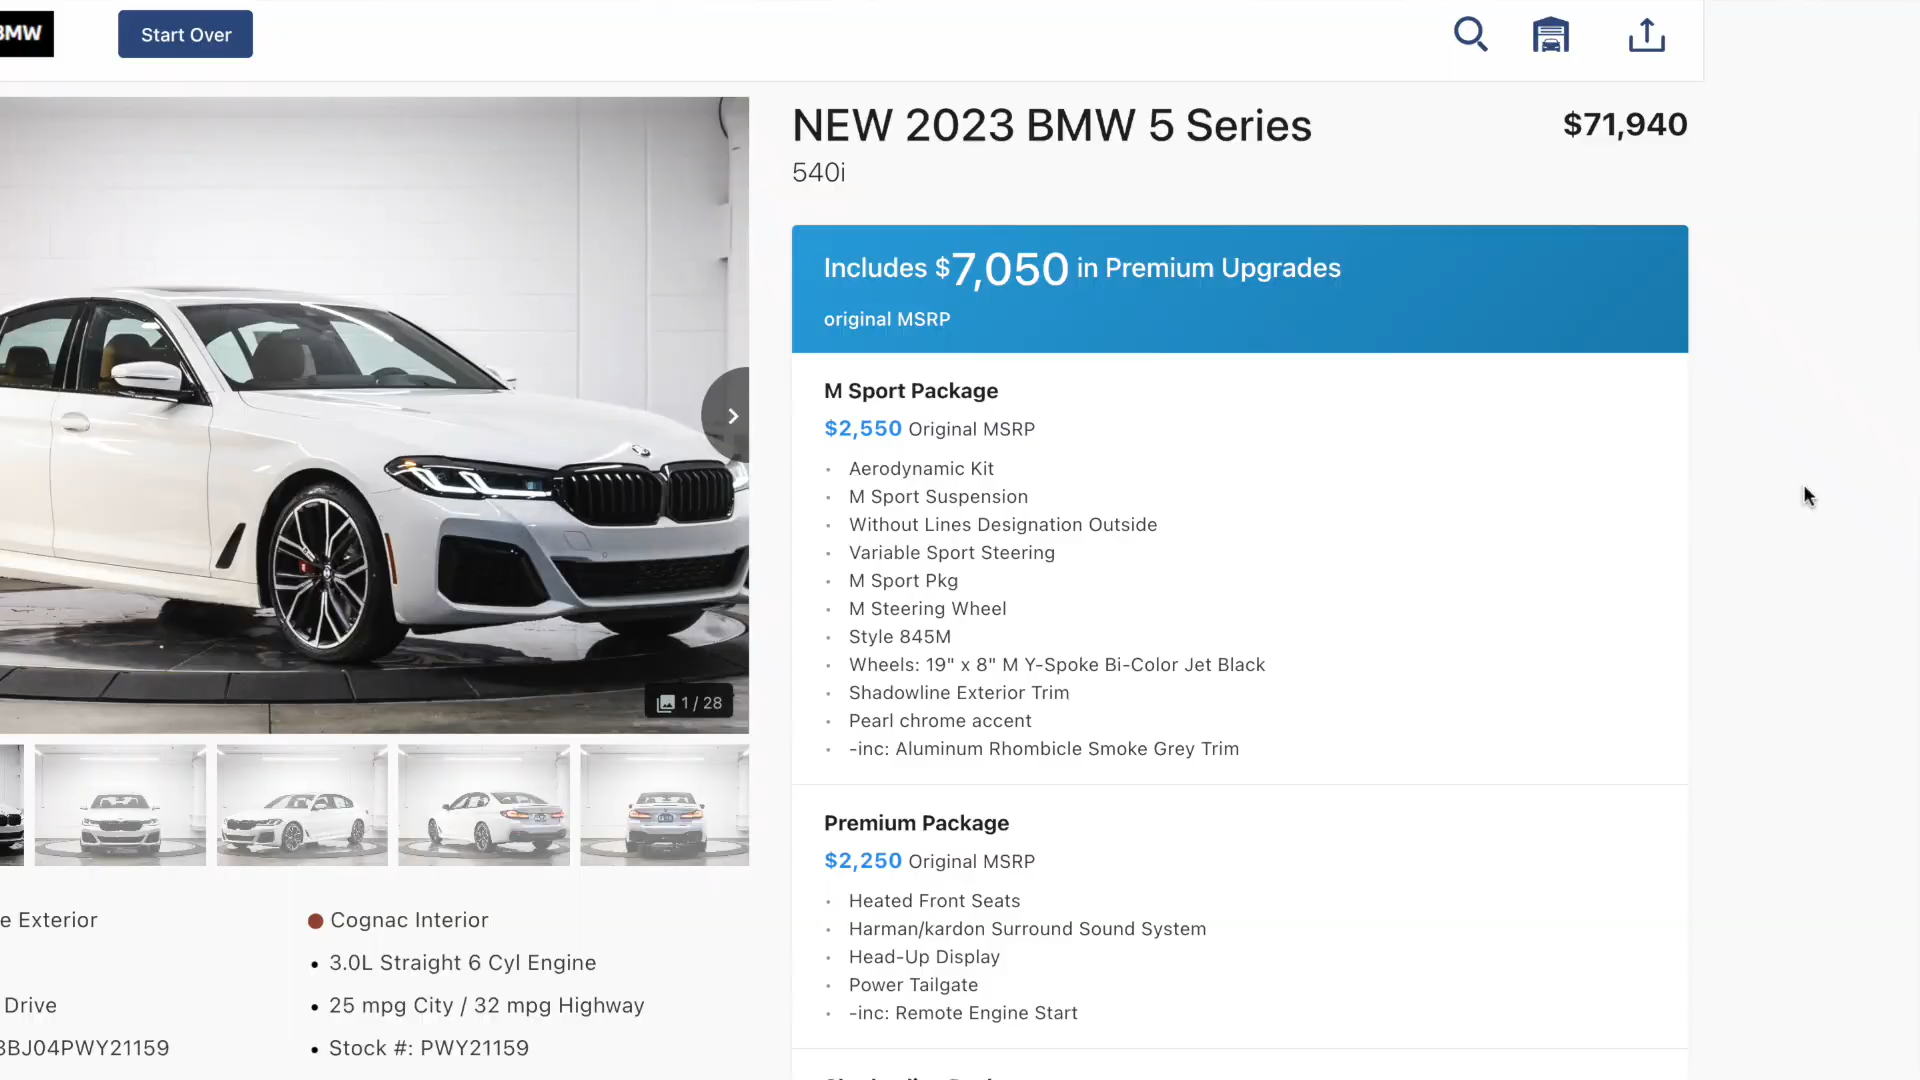 BMW
Start Over
NEW 2023 BMW 5 Series
$71,940
540i
Includes $7,050 in Premium Upgrades
original MSRP
M Sport Package
$2,550 Original MSRP
· Aerodynamic Kit
· M Sport Suspension
· Without Lines Designation Outside
· Variable Sport Steering
· M Sport Pkg
· M Steering Wheel
· Style 845M
· Wheels: 19" x 8" M Y-Spoke Bi-Color Jet Black
· Shadowline Exterior Trim
· Pearl chrome accent
· -inc: Aluminum Rhombicle Smoke Grey Trim
1 / 28
Premium Package
$2,250 Original MSRP
· Heated Front Seats
· Harman/kardon Surround Sound System
· Head-Up Display
· Power Tailgate
· -inc: Remote Engine Start
e Exterior
Drive
3BJ04PWY21159
Cognac Interior
• 3.0L Straight 6 Cyl Engine
• 25 mpg City / 32 mpg Highway
• Stock #: PWY21159